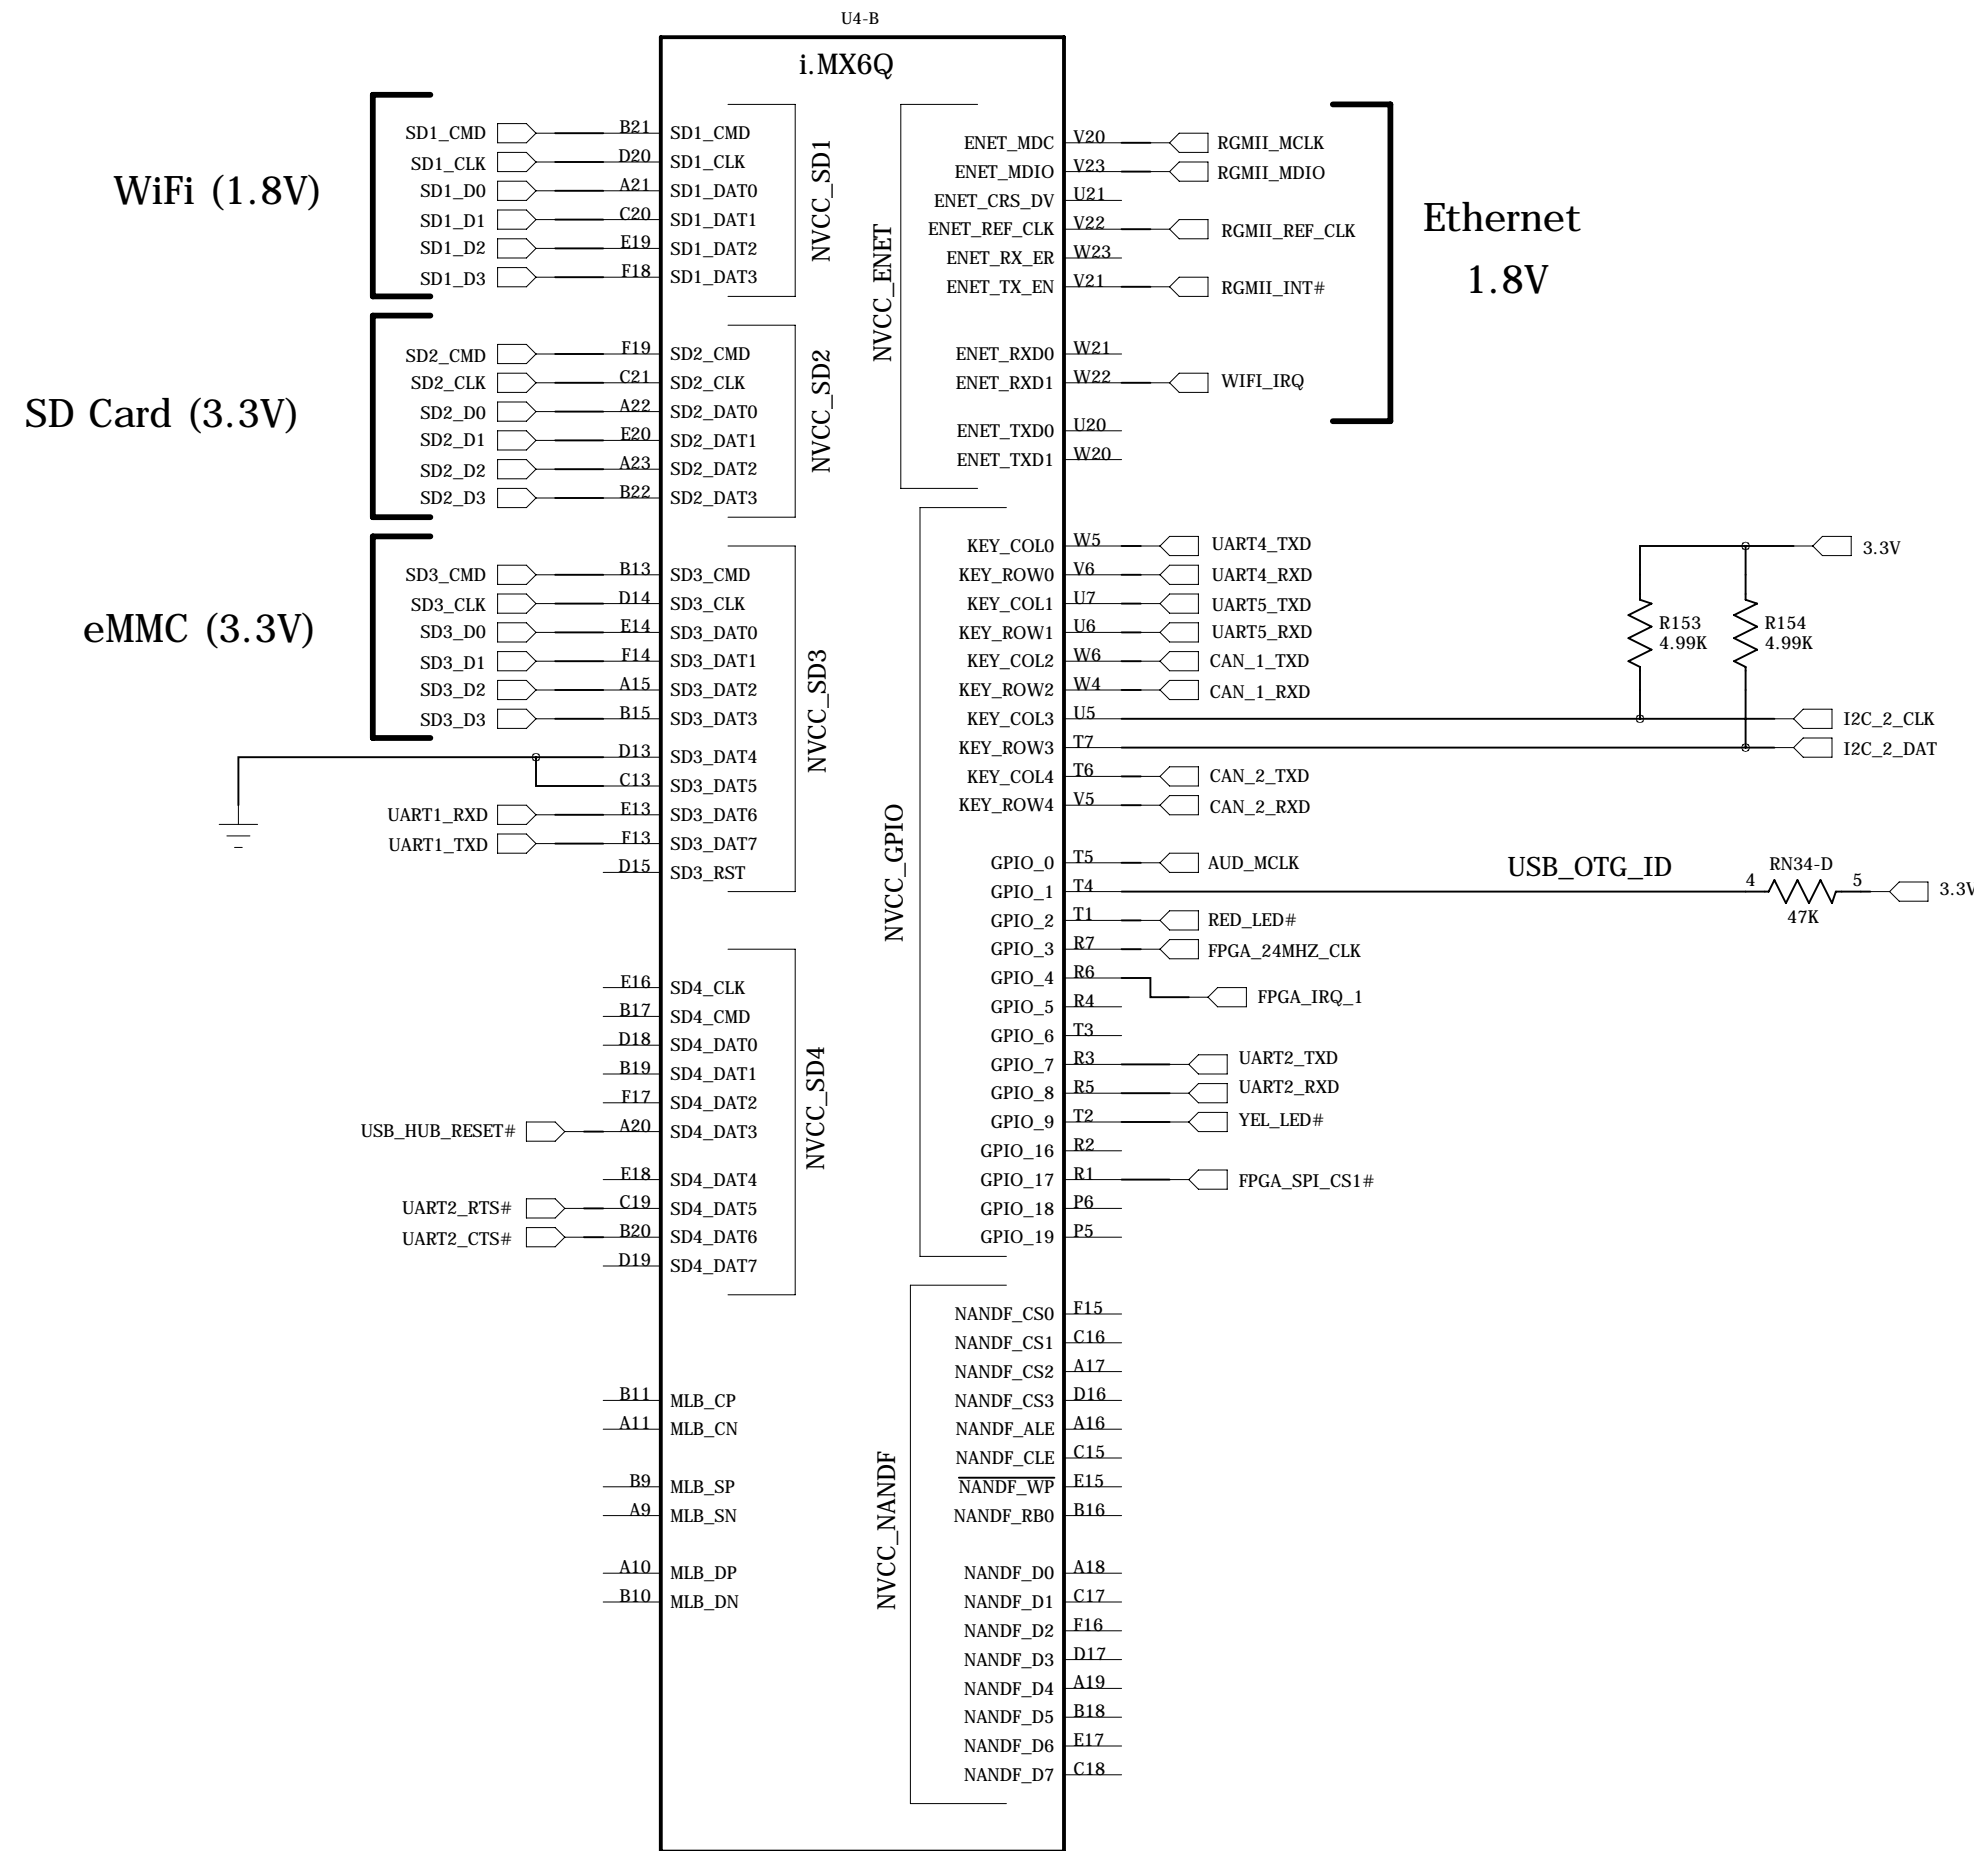 U4-B
i.MX6Q
WiFi (1.8V)
SD1_CMD B21 SD1_CMD
SD1_CLK D20 SD1_CLK
SD1_D0 A21 SD1_DAT0
SD1_D1 C20 SD1_DAT1
SD1_D2 E19 SD1_DAT2
SD1_D3 F18 SD1_DAT3
NVCC_SD1
SD Card (3.3V)
SD2_CMD F19 SD2_CMD
SD2_CLK C21 SD2_CLK
SD2_D0 A22 SD2_DAT0
SD2_D1 E20 SD2_DAT1
SD2_D2 A23 SD2_DAT2
SD2_D3 B22 SD2_DAT3
NVCC_SD2
eMMC (3.3V)
SD3_CMD B13 SD3_CMD
SD3_CLK D14 SD3_CLK
SD3_D0 E14 SD3_DAT0
SD3_D1 F14 SD3_DAT1
SD3_D2 A15 SD3_DAT2
SD3_D3 B15 SD3_DAT3
D13 SD3_DAT4
C13 SD3_DAT5
UART1_RXD E13 SD3_DAT6
UART1_TXD F13 SD3_DAT7
D15 SD3_RST
NVCC_SD3
E16 SD4_CLK
B17 SD4_CMD
D18 SD4_DAT0
B19 SD4_DAT1
F17 SD4_DAT2
USB_HUB_RESET# A20 SD4_DAT3
E18 SD4_DAT4
UART2_RTS# C19 SD4_DAT5
UART2_CTS# B20 SD4_DAT6
D19 SD4_DAT7
NVCC_SD4
B11 MLB_CP
A11 MLB_CN
B9 MLB_SP
A9 MLB_SN
A10 MLB_DP
B10 MLB_DN
NVCC_ENET
ENET_MDC V20 RGMII_MCLK
ENET_MDIO V23 RGMII_MDIO
ENET_CRS_DV U21
ENET_REF_CLK V22 RGMII_REF_CLK
ENET_RX_ER W23
ENET_TX_EN V21 RGMII_INT#
ENET_RXD0 W21
ENET_RXD1 W22 WIFI_IRQ
ENET_TXD0 U20
ENET_TXD1 W20
Ethernet
1.8V
NVCC_GPIO
KEY_COL0 W5 UART4_TXD
KEY_ROW0 V6 UART4_RXD
KEY_COL1 U7 UART5_TXD
KEY_ROW1 U6 UART5_RXD
KEY_COL2 W6 CAN_1_TXD
KEY_ROW2 W4 CAN_1_RXD
KEY_COL3 U5 I2C_2_CLK
KEY_ROW3 T7 I2C_2_DAT
KEY_COL4 T6 CAN_2_TXD
KEY_ROW4 V5 CAN_2_RXD
3.3V
R153
4.99K
R154
4.99K
GPIO_0 T5 AUD_MCLK
GPIO_1 T4 USB_OTG_ID 4 RN34-D 5 3.3V
47K
GPIO_2 T1 RED_LED#
GPIO_3 R7 FPGA_24MHZ_CLK
GPIO_4 R6 FPGA_IRQ_1
GPIO_5 R4
GPIO_6 T3
GPIO_7 R3 UART2_TXD
GPIO_8 R5 UART2_RXD
GPIO_9 T2 YEL_LED#
GPIO_16 R2
GPIO_17 R1 FPGA_SPI_CS1#
GPIO_18 P6
GPIO_19 P5
NVCC_NANDF
NANDF_CS0 F15
NANDF_CS1 C16
NANDF_CS2 A17
NANDF_CS3 D16
NANDF_ALE A16
NANDF_CLE C15
NANDF_WP E15
NANDF_RB0 B16
NANDF_D0 A18
NANDF_D1 C17
NANDF_D2 F16
NANDF_D3 D17
NANDF_D4 A19
NANDF_D5 B18
NANDF_D6 E17
NANDF_D7 C18